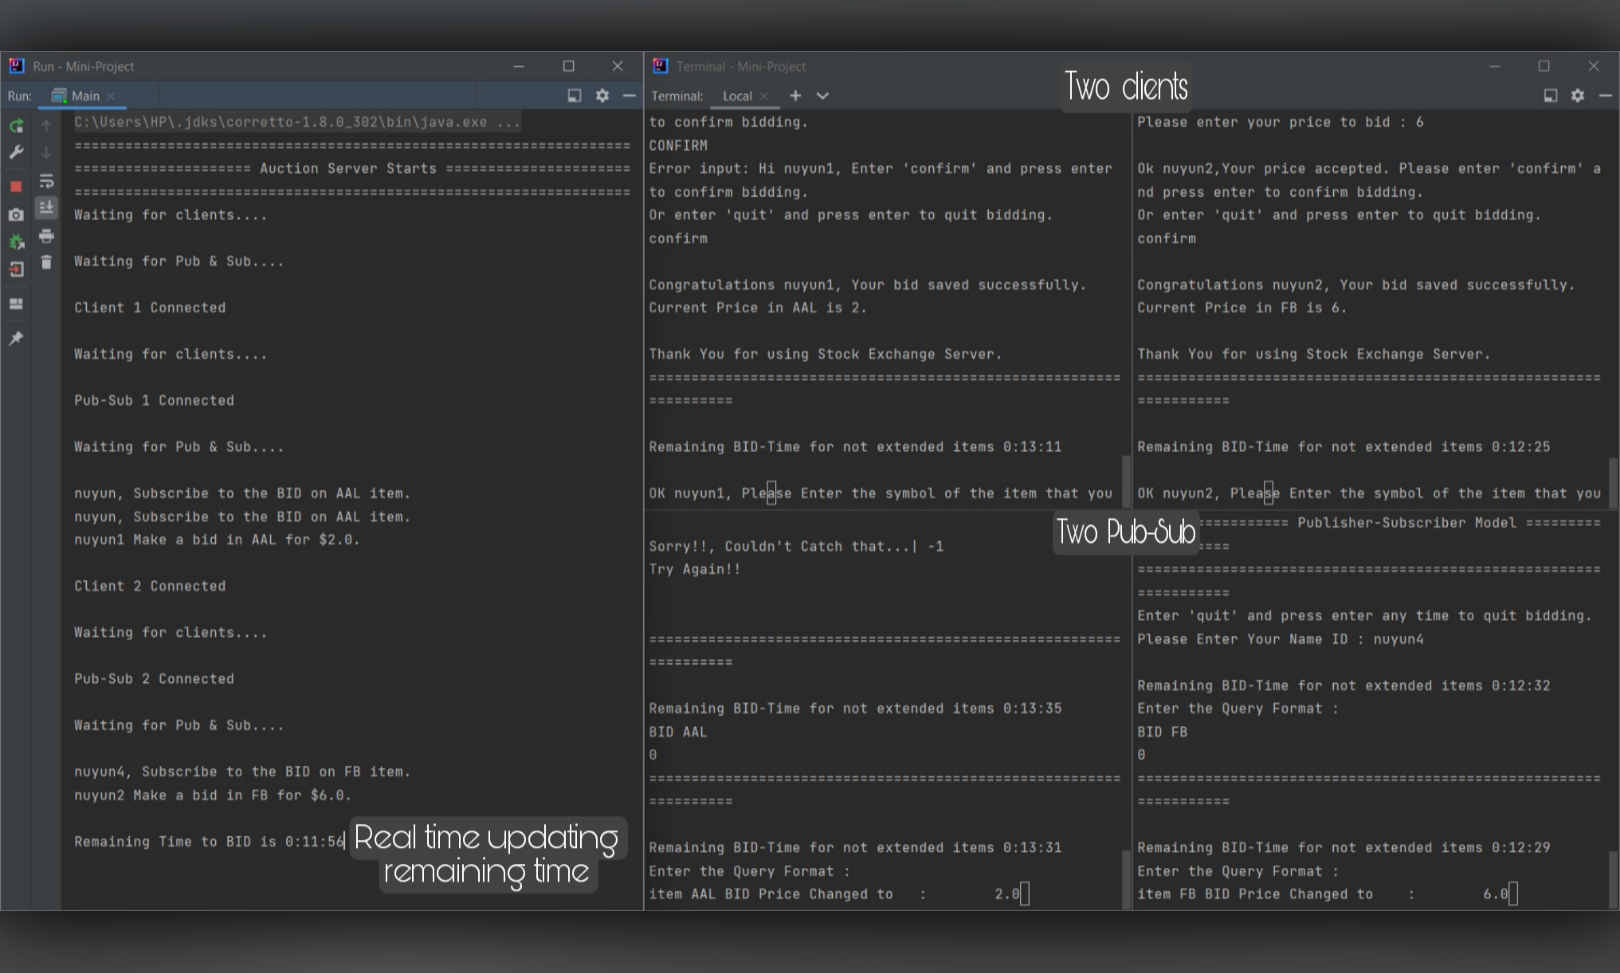 Run - Mini-Project
Run: Main
C:\Users\HP\.jdks\corretto-1.8.0_302\bin\java.exe ...
==================================================================
===================== Auction Server Starts ======================
==================================================================
Waiting for clients....
Waiting for Pub & Sub....
Client 1 Connected
Waiting for clients....
Pub-Sub 1 Connected
Waiting for Pub & Sub....
nuyun, Subscribe to the BID on AAL item.
nuyun, Subscribe to the BID on AAL item.
nuyun1 Make a bid in AAL for $2.0.
Client 2 Connected
Waiting for clients....
Pub-Sub 2 Connected
Waiting for Pub & Sub....
nuyun4, Subscribe to the BID on FB item.
nuyun2 Make a bid in FB for $6.0.
Remaining Time to BID is 0:11:56
Real time updating
remaining time
Terminal - Mini-Project
Terminal: Local
Two clients
to confirm bidding.
CONFIRM
Error input: Hi nuyun1, Enter 'confirm' and press enter
to confirm bidding.
Or enter 'quit' and press enter to quit bidding.
confirm
Congratulations nuyun1, Your bid saved successfully.
Current Price in AAL is 2.
Thank You for using Stock Exchange Server.
========================================================
==========
Remaining BID-Time for not extended items 0:13:11
OK nuyun1, Please Enter the symbol of the item that you
Please enter your price to bid : 6
Ok nuyun2,Your price accepted. Please enter 'confirm' a
nd press enter to confirm bidding.
Or enter 'quit' and press enter to quit bidding.
confirm
Congratulations nuyun2, Your bid saved successfully.
Current Price in FB is 6.
Thank You for using Stock Exchange Server.
=======================================================
===========
Remaining BID-Time for not extended items 0:12:25
OK nuyun2, Please Enter the symbol of the item that you
Two Pub-Sub
Sorry!!, Couldn't Catch that...| -1
Try Again!!
========================================================
==========
Remaining BID-Time for not extended items 0:13:35
BID AAL
0
========================================================
==========
Remaining BID-Time for not extended items 0:13:31
Enter the Query Format :
item AAL BID Price Changed to : 2.0
=========== Publisher-Subscriber Model =========
====
=======================================================
===========
Enter 'quit' and press enter any time to quit bidding.
Please Enter Your Name ID : nuyun4
Remaining BID-Time for not extended items 0:12:32
Enter the Query Format :
BID FB
0
=======================================================
===========
Remaining BID-Time for not extended items 0:12:29
Enter the Query Format :
item FB BID Price Changed to : 6.0